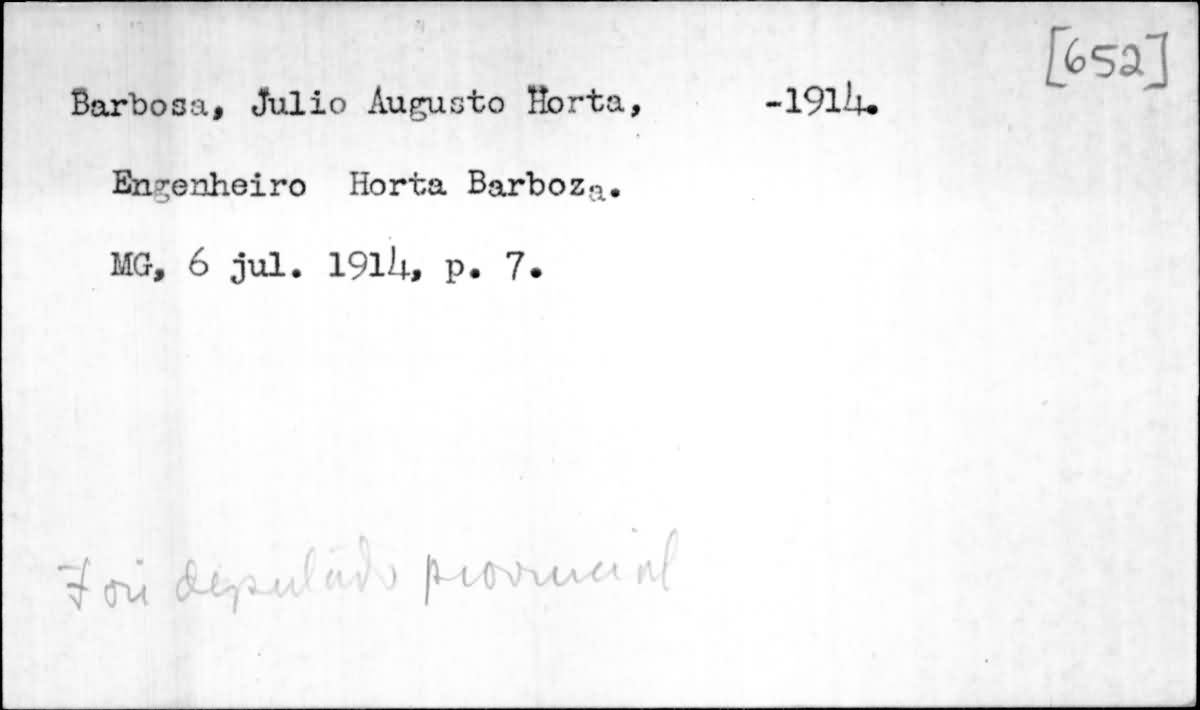 [652]
Barbosa, Julio Augusto Horta, -1914.
Engenheiro Horta Barboza.
MG, 6 jul. 1914, p. 7.
Foi deputado provincial